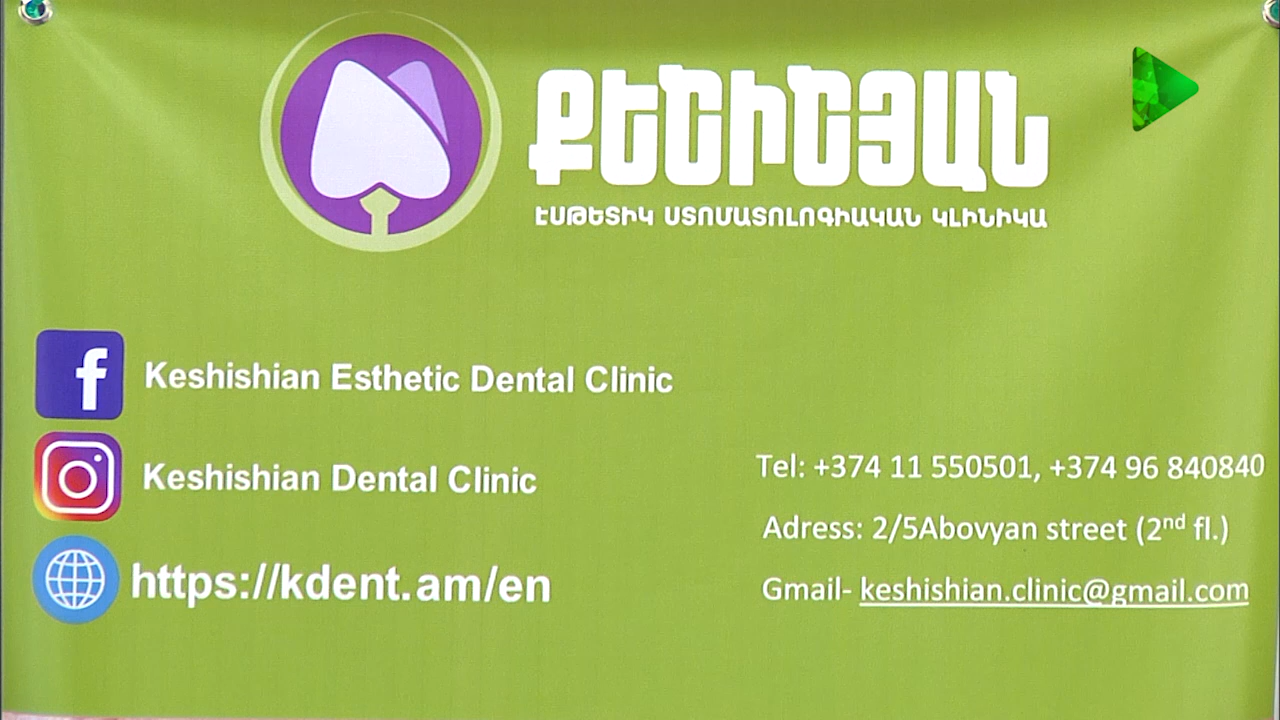 ՔԵՇԻՇՅԱՆ
ԷՍԹԵՏԻԿ ՍՏՈՄԱՏՈԼՈԳԻԱԿԱՆ ԿԼԻՆԻԿԱ
Keshishian Esthetic Dental Clinic
Keshishian Dental Clinic
https://kdent.am/en
Tel: +374 11 550501, +374 96 840840
Adress: 2/5Abovyan street (2nd fl.)
Gmail- keshishian.clinic@gmail.com